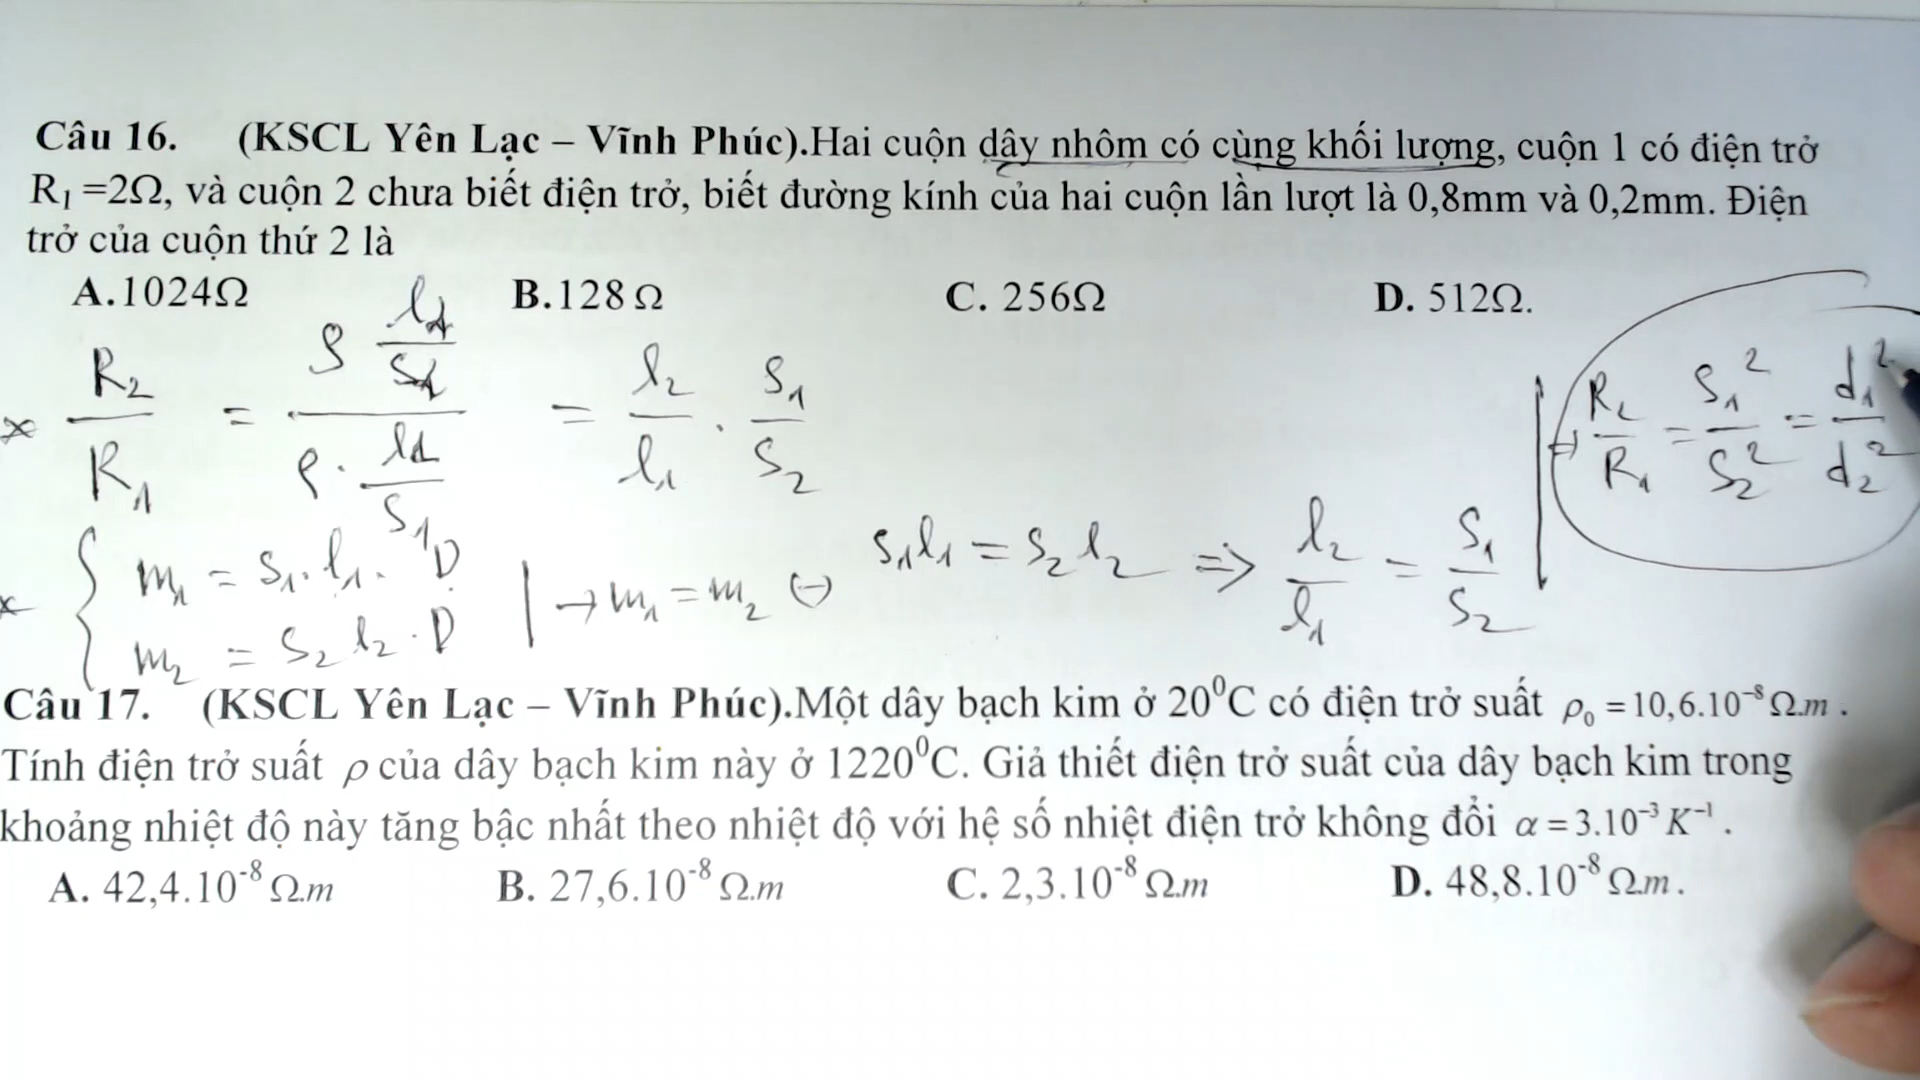 Câu 16. (KSCL Yên Lạc – Vĩnh Phúc).Hai cuộn dây nhôm có cùng khối lượng, cuộn 1 có điện trở
R₁ =2Ω, và cuộn 2 chưa biết điện trở, biết đường kính của hai cuộn lần lượt là 0,8mm và 0,2mm. Điện
trở của cuộn thứ 2 là
A.1024Ω B.128 Ω C. 256Ω D. 512Ω.
R₂/R₁ = / = l₂/l₁ . S₁/S₂
→ R₂/R₁ = S₁²/S₂² = d₁²/d₂²
m₁ = S₁. l₁. D
m₂ = S₂ l₂ . D
→ m₁ = m₂ S₁l₁ = S₂ l₂ => l₂/l₁ = S₁/S₂
Câu 17. (KSCL Yên Lạc – Vĩnh Phúc).Một dây bạch kim ở 20⁰C có điện trở suất ρ₀ = 10,6.10⁻⁸ Ω.m .
Tính điện trở suất ρ của dây bạch kim này ở 1220⁰C. Giả thiết điện trở suất của dây bạch kim trong
khoảng nhiệt độ này tăng bậc nhất theo nhiệt độ với hệ số nhiệt điện trở không đổi α = 3.10⁻³ K⁻¹ .
A. 42,4.10⁻⁸ Ω.m B. 27,6.10⁻⁸ Ω.m C. 2,3.10⁻⁸ Ω.m D. 48,8.10⁻⁸ Ω.m .